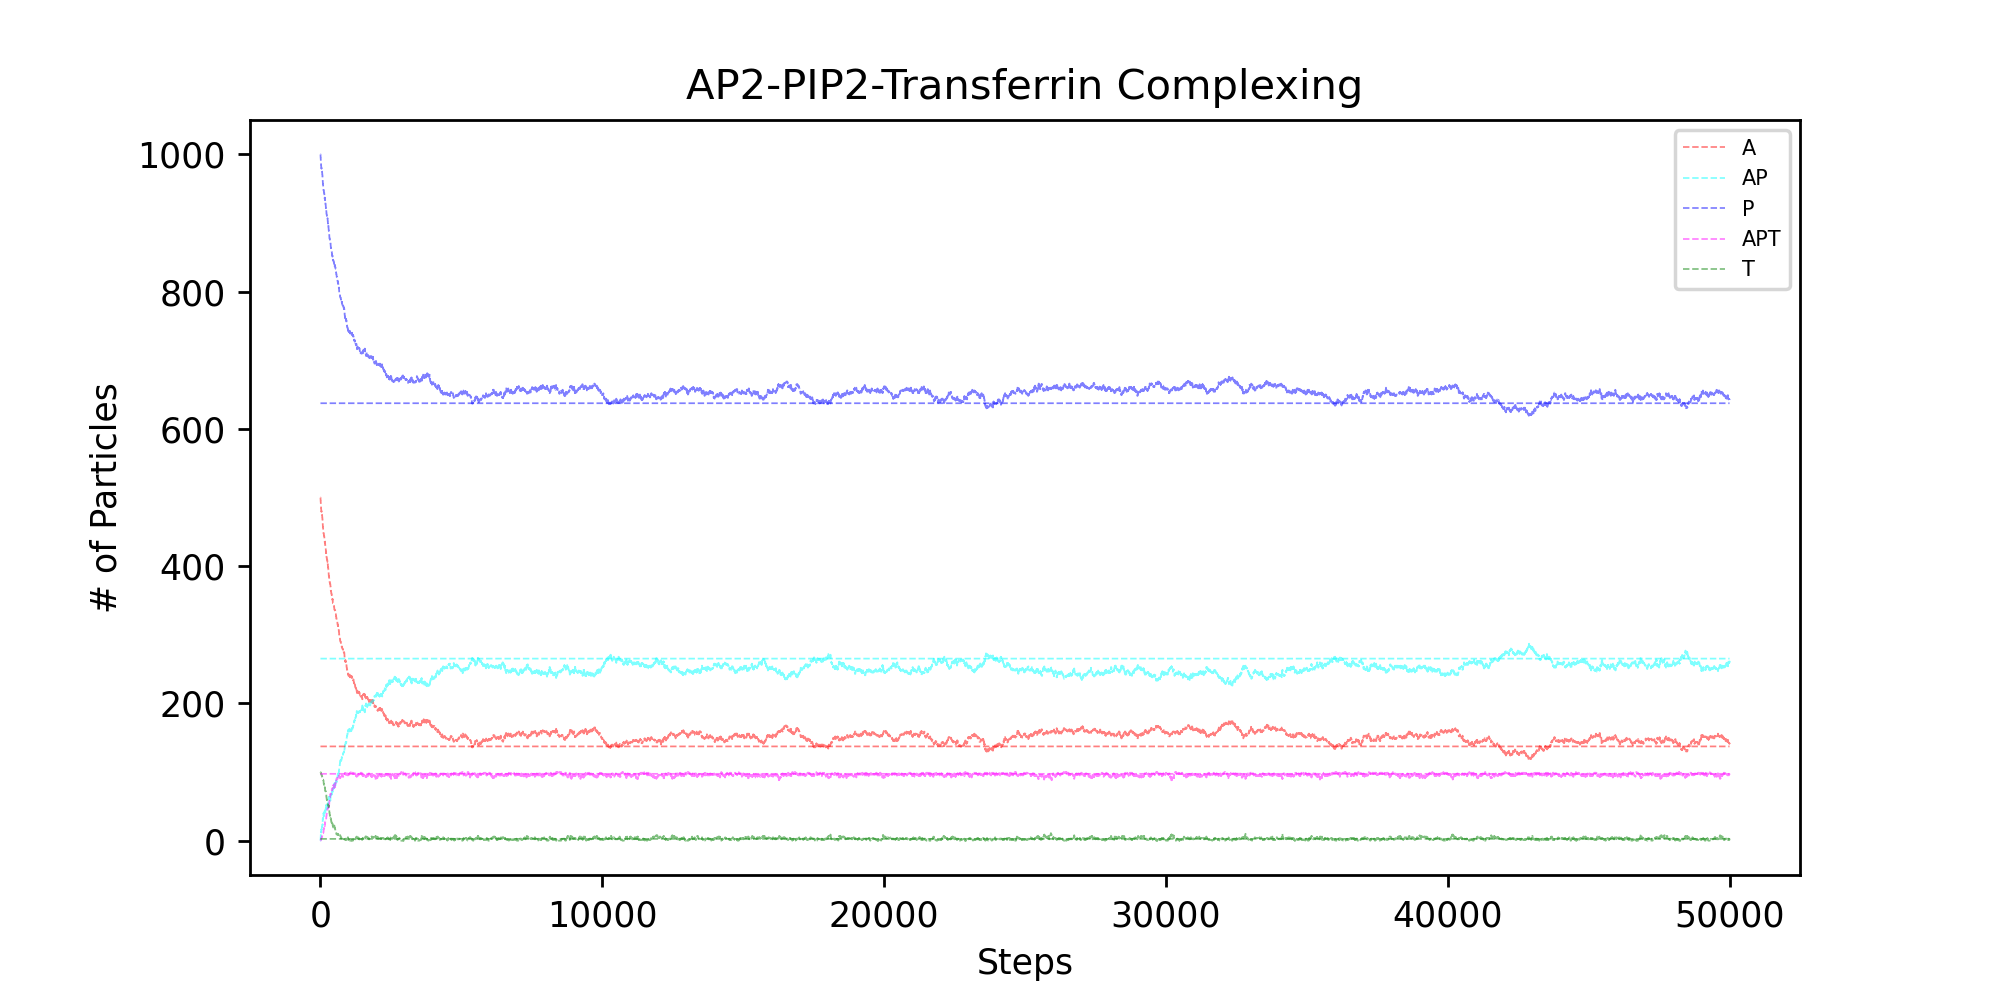 AP2-PIP2-Transferrin Complexing
A
AP
P
APT
T
1000
800
600
400
200
0
# of Particles
0 10000 20000 30000 40000 50000
Steps